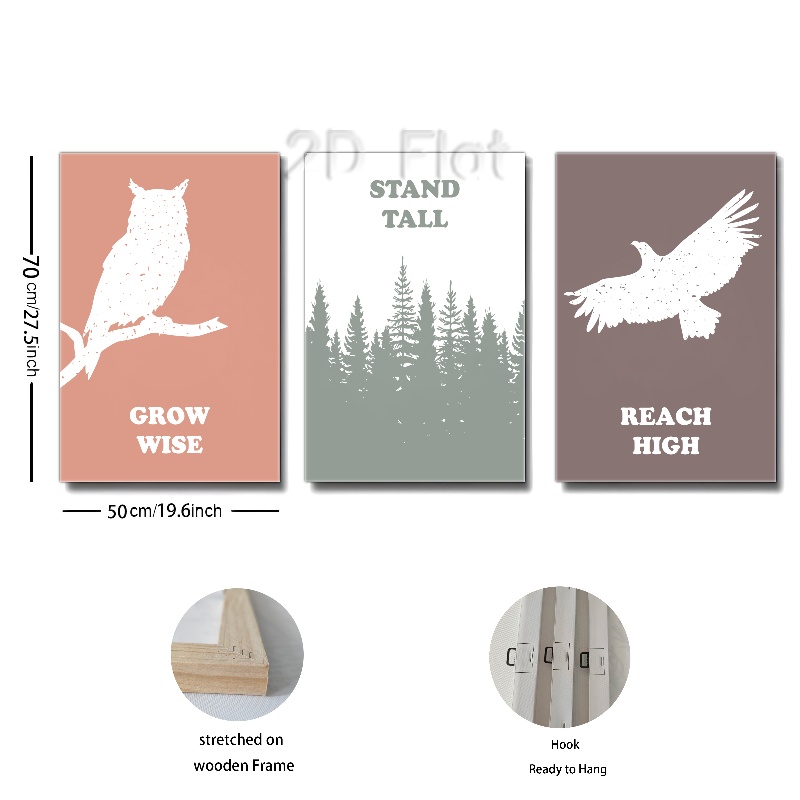 2D Flat
STAND
TALL
GROW
WISE
REACH
HIGH
70 cm/27.5inch
50 cm/19.6inch
stretched on
wooden Frame
Hook
Ready to Hang